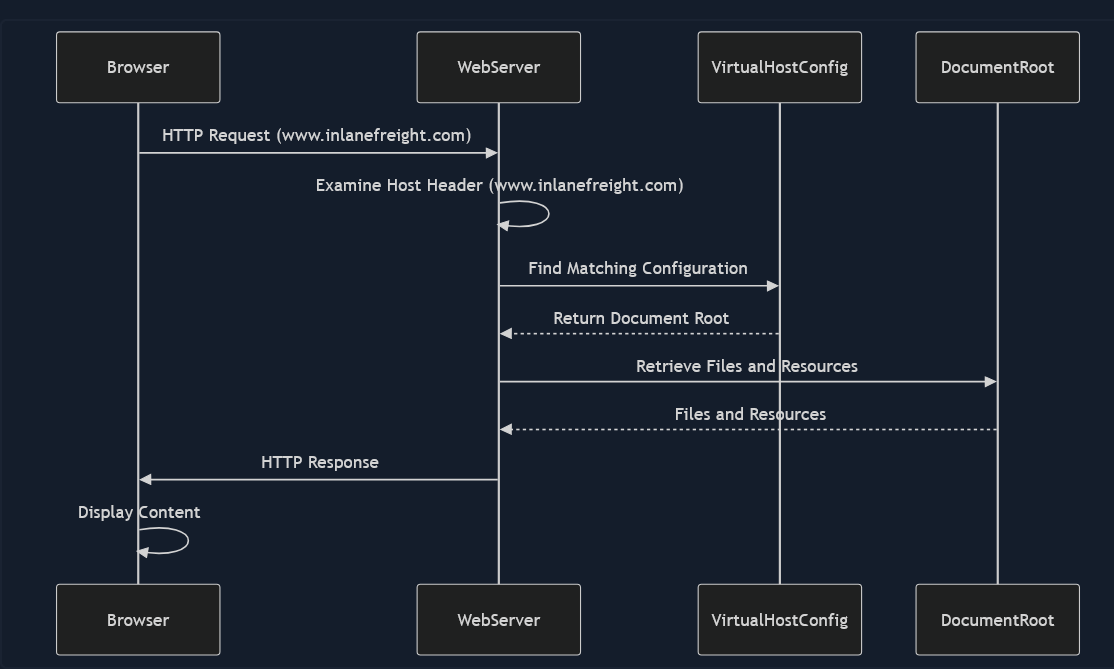 Browser
WebServer
VirtualHostConfig
DocumentRoot
HTTP Request (www.inlanefreight.com)
Examine Host Header (www.inlanefreight.com)
Find Matching Configuration
Return Document Root
Retrieve Files and Resources
Files and Resources
HTTP Response
Display Content
Browser
WebServer
VirtualHostConfig
DocumentRoot